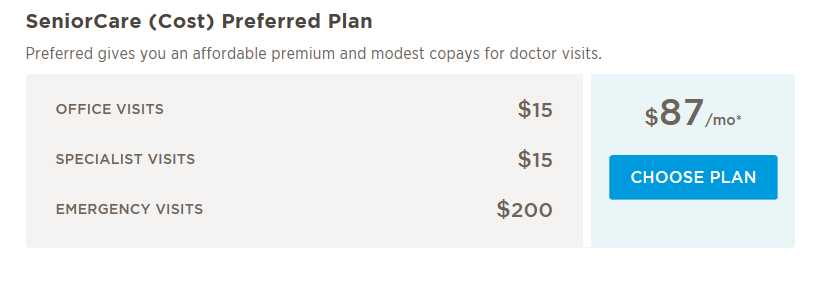 SeniorCare (Cost) Preferred Plan
Preferred gives you an affordable premium and modest copays for doctor visits.
OFFICE VISITS $15
SPECIALIST VISITS $15
EMERGENCY VISITS $200
$87/mo*
CHOOSE PLAN